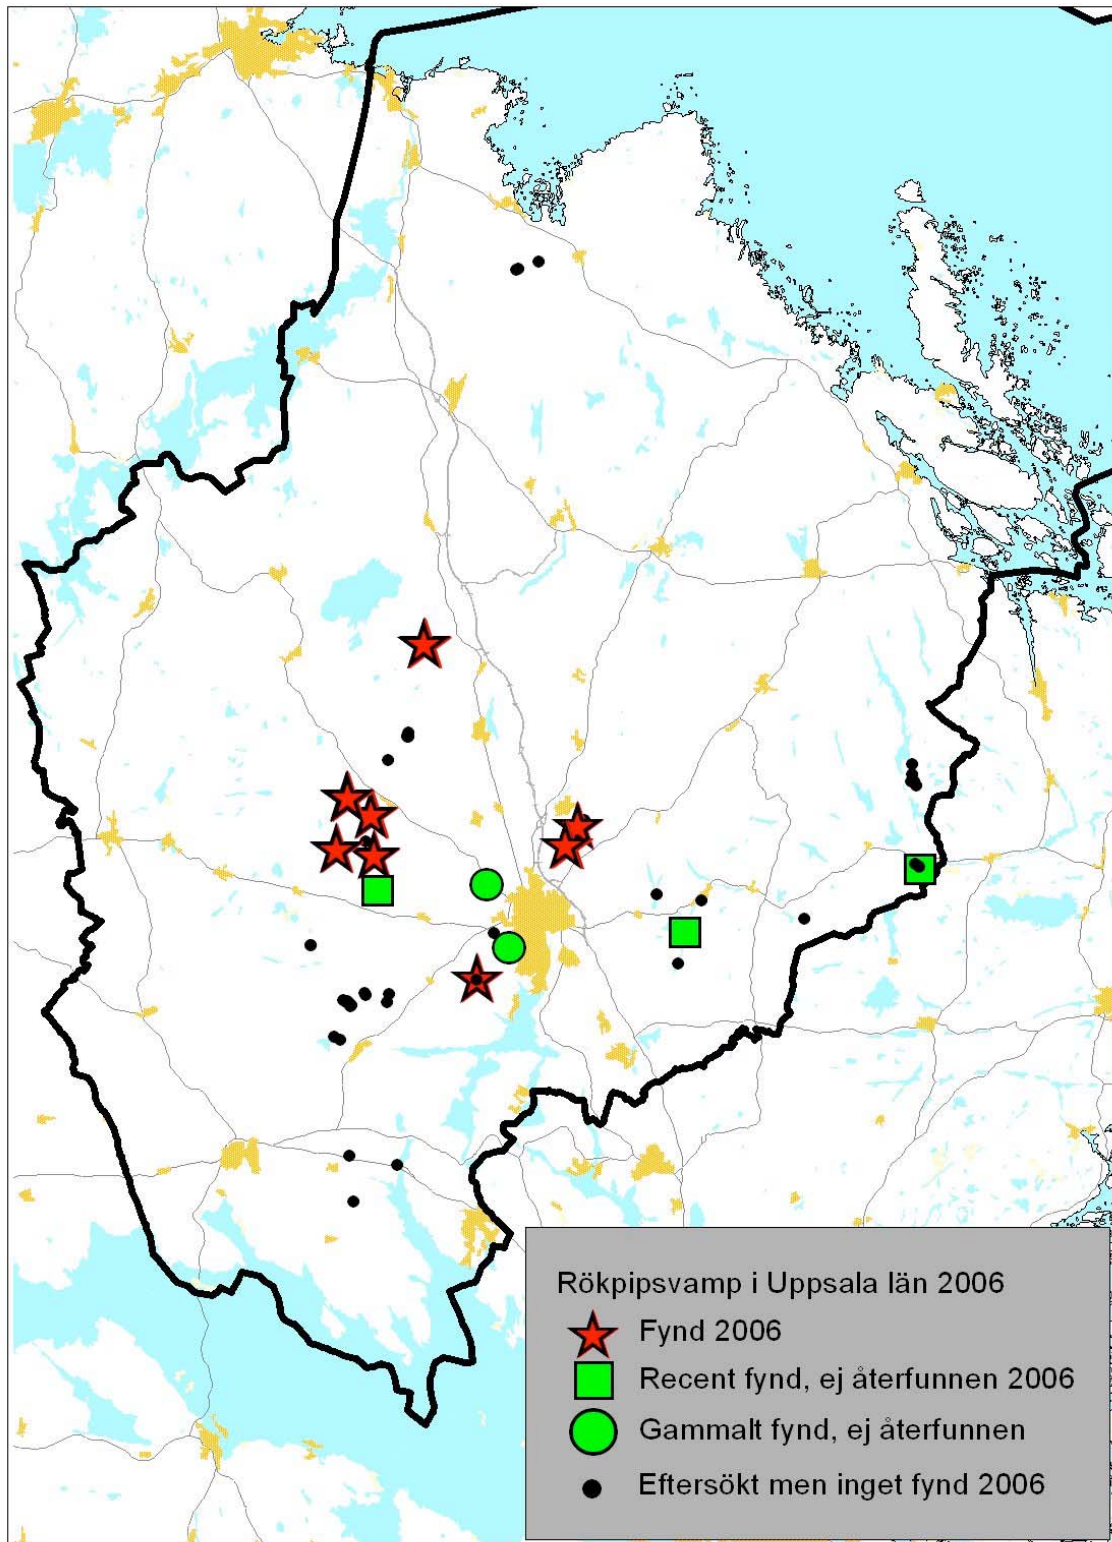 Rökpipsvamp i Uppsala län 2006
Fynd 2006
Recent fynd, ej återfunnen 2006
Gammalt fynd, ej återfunnen
Eftersökt men inget fynd 2006